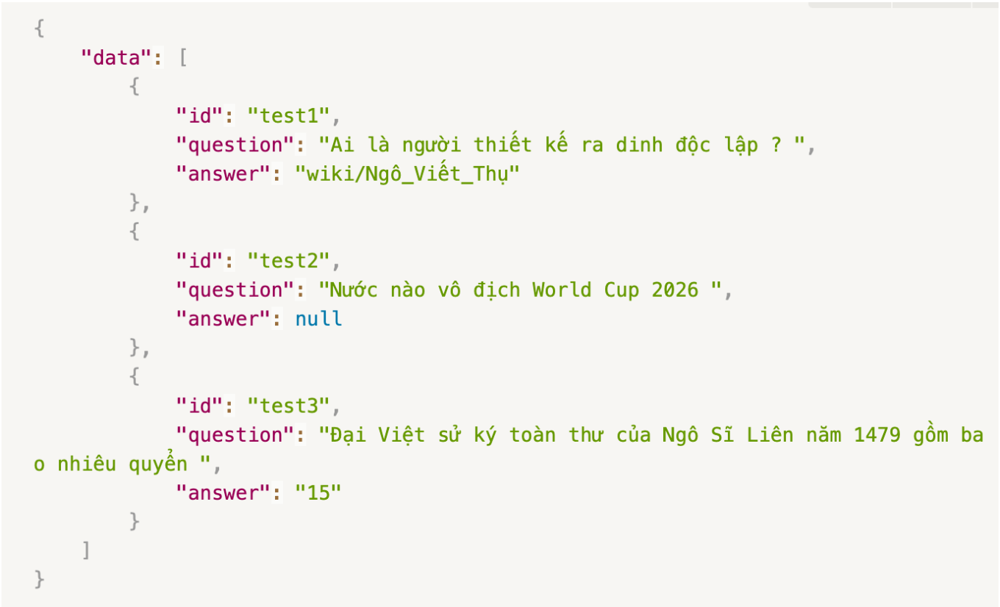 {
    "data": [
        {
            "id": "test1",
            "question": "Ai là người thiết kế ra dinh độc lập ? ",
            "answer": "wiki/Ngô_Viết_Thụ"
        },
        {
            "id": "test2",
            "question": "Nước nào vô địch World Cup 2026 ",
            "answer": null
        },
        {
            "id": "test3",
            "question": "Đại Việt sử ký toàn thư của Ngô Sĩ Liên năm 1479 gồm ba
o nhiêu quyển ",
            "answer": "15"
        }
    ]
}